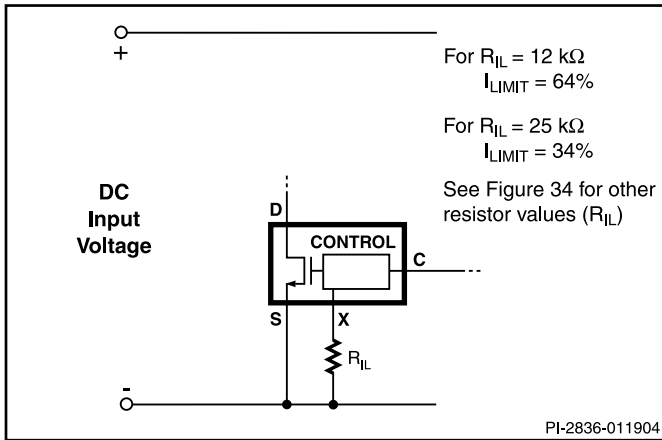 +
For R_IL = 12 kΩ
I_LIMIT = 64%
For R_IL = 25 kΩ
I_LIMIT = 34%
See Figure 34 for other
resistor values (R_IL)
DC
Input
Voltage
D
CONTROL
C
S
X
R_IL
-
PI-2836-011904